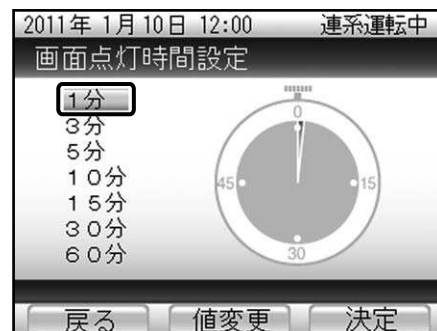 2011年 1月10日 12:00 連系運転中
画面点灯時間設定
1分
3分
5分
10分
15分
30分
60分
0
45
15
30
戻る 値変更 決定